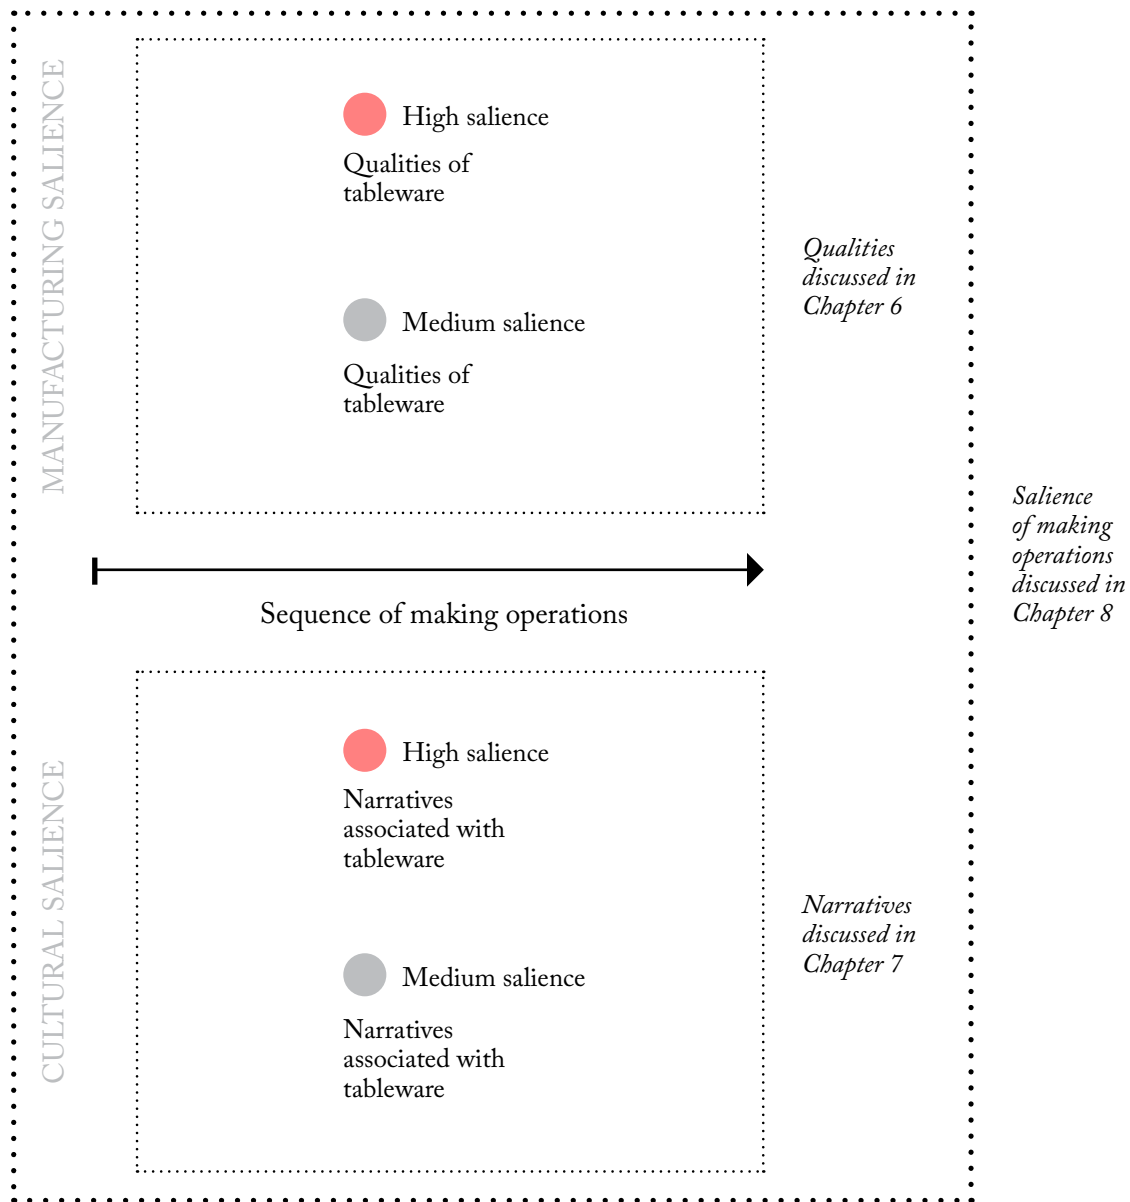 MANUFACTURING SALIENCE
High salience
Qualities of
tableware
Medium salience
Qualities of
tableware
Qualities
discussed in
Chapter 6
Sequence of making operations
Salience
of making
operations
discussed in
Chapter 8
CULTURAL SALIENCE
High salience
Narratives
associated with
tableware
Medium salience
Narratives
associated with
tableware
Narratives
discussed in
Chapter 7